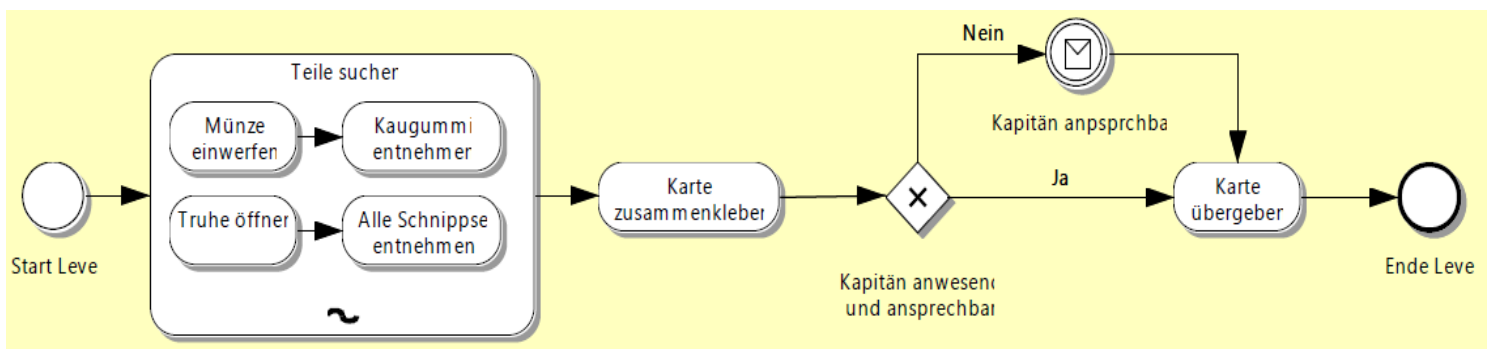 Nein
Teile sucher
Münze
einwerfen
Kaugummi
entnehmer
Kapitän anpsprchba
Truhe öffner
Alle Schnippse
entnehmen
Karte
zusammenkleber
Ja
Karte
übergeber
Start Leve
Kapitän anwesend
und ansprechbar
Ende Leve